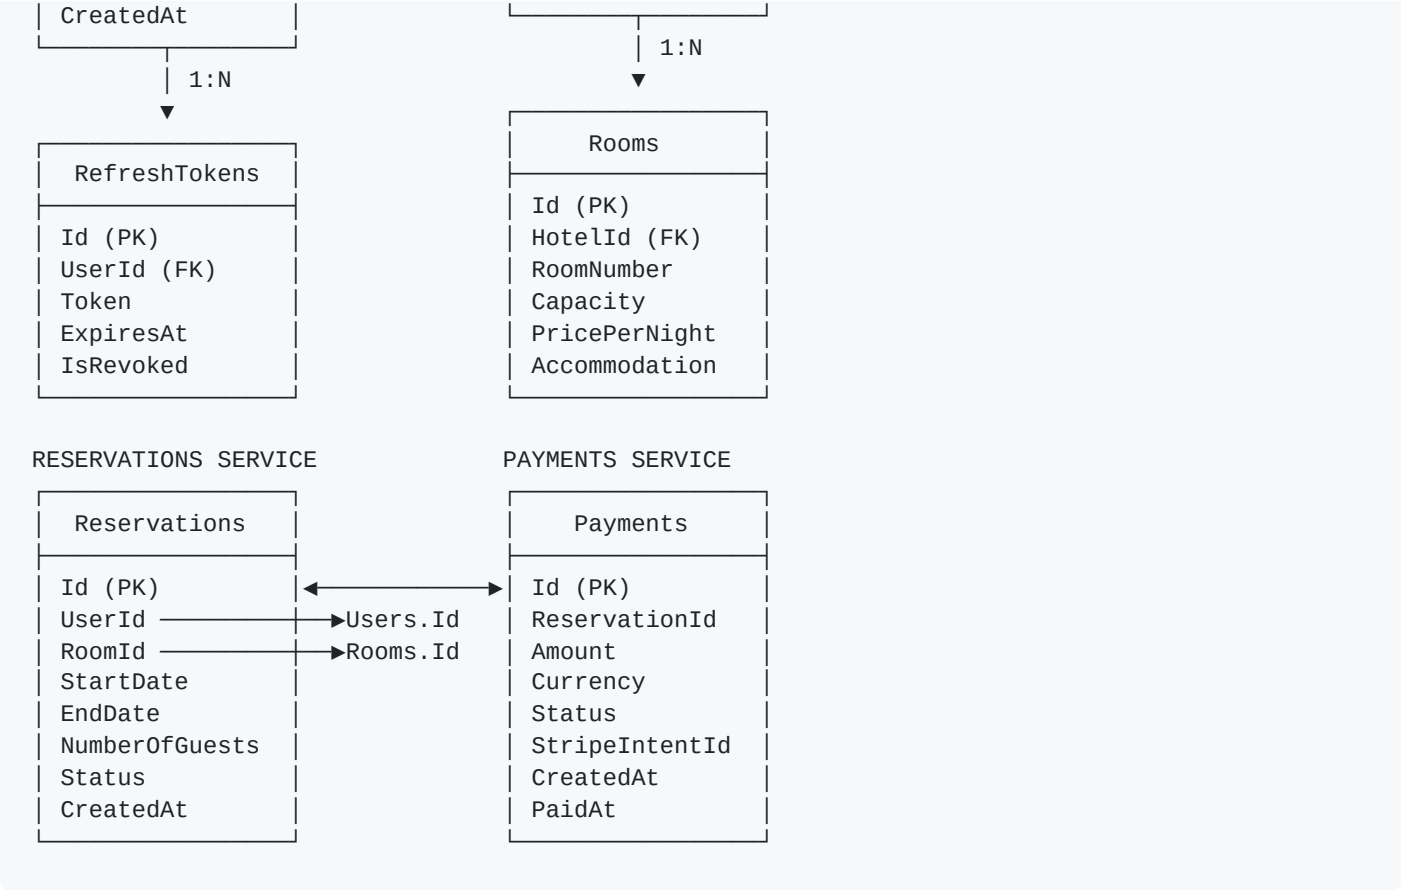 CreatedAt
1:N
1:N
RefreshTokens
Id (PK)
UserId (FK)
Token
ExpiresAt
IsRevoked
Rooms
Id (PK)
HotelId (FK)
RoomNumber
Capacity
PricePerNight
Accommodation
RESERVATIONS SERVICE
Reservations
Id (PK)
UserId ►Users.Id
RoomId ►Rooms.Id
StartDate
EndDate
NumberOfGuests
Status
CreatedAt
PAYMENTS SERVICE
Payments
Id (PK)
ReservationId
Amount
Currency
Status
StripeIntentId
CreatedAt
PaidAt